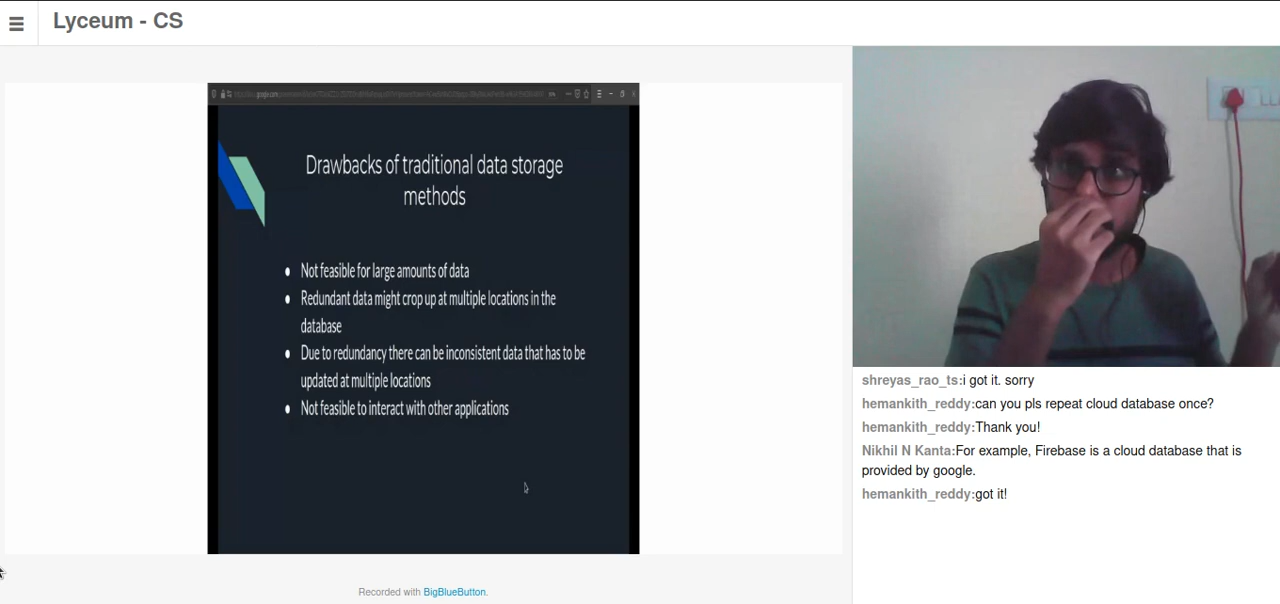 Lyceum - CS
Drawbacks of traditional data storage
methods
Not feasible for large amounts of data
Redundant data might crop up at multiple locations in the
database
Due to redundancy there can be inconsistent data that has to be
updated at multiple locations
Not feasible to interact with other applications
shreyas_rao_ts:i got it. sorry
hemankith_reddy:can you pls repeat cloud database once?
hemankith_reddy:Thank you!
Nikhil N Kanta:For example, Firebase is a cloud database that is
provided by google.
hemankith_reddy:got it!
Recorded with BigBlueButton.